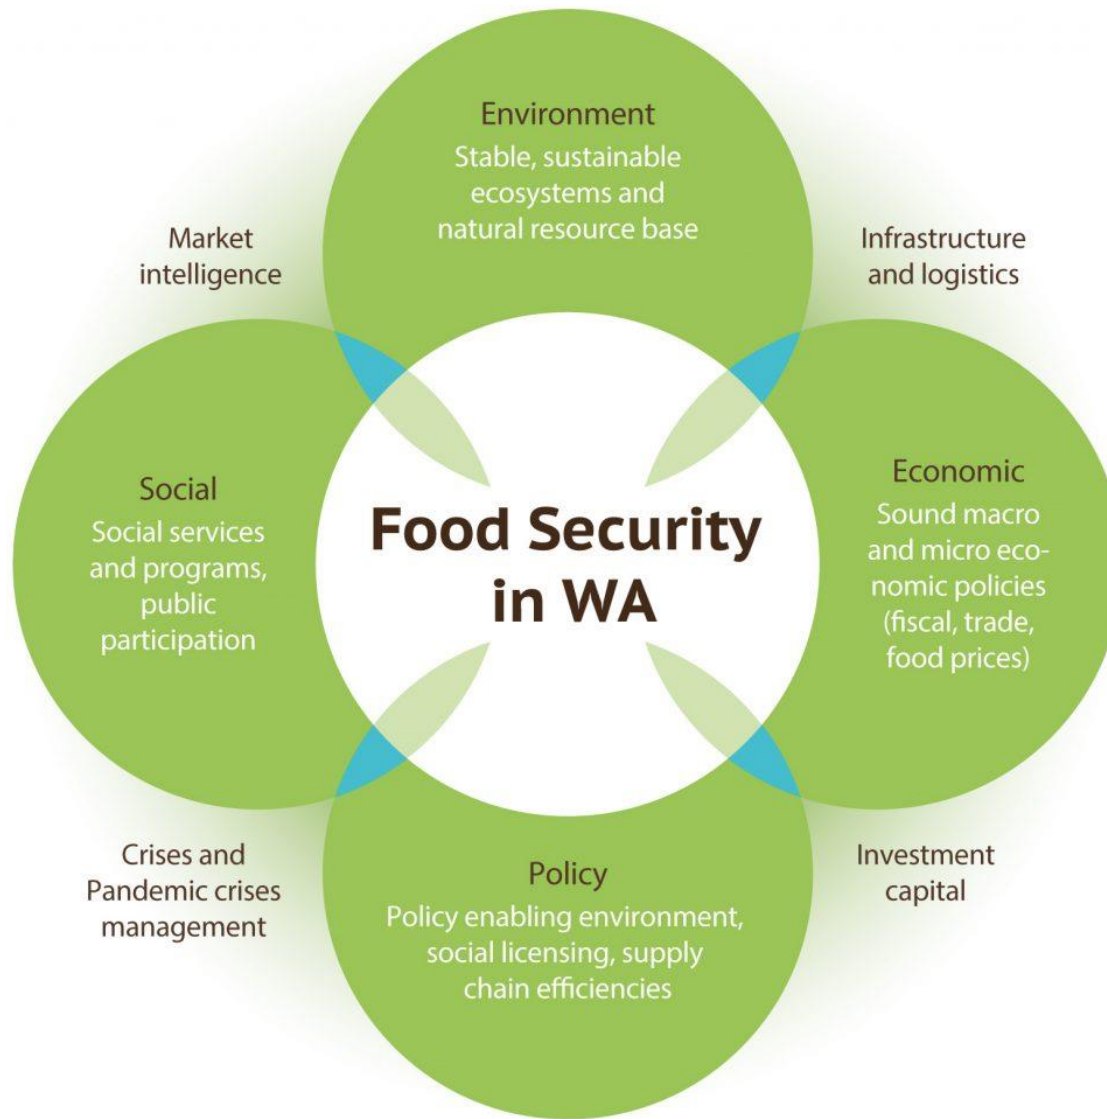 Environment
Stable, sustainable
ecosystems and
natural resource base
Market
intelligence
Infrastructure
and logistics
Social
Social services
and programs,
public
participation
Food Security
in WA
Economic
Sound macro
and micro eco-
nomic policies
(fiscal, trade,
food prices)
Crises and
Pandemic crises
management
Policy
Policy enabling environment,
social licensing, supply
chain efficiencies
Investment
capital